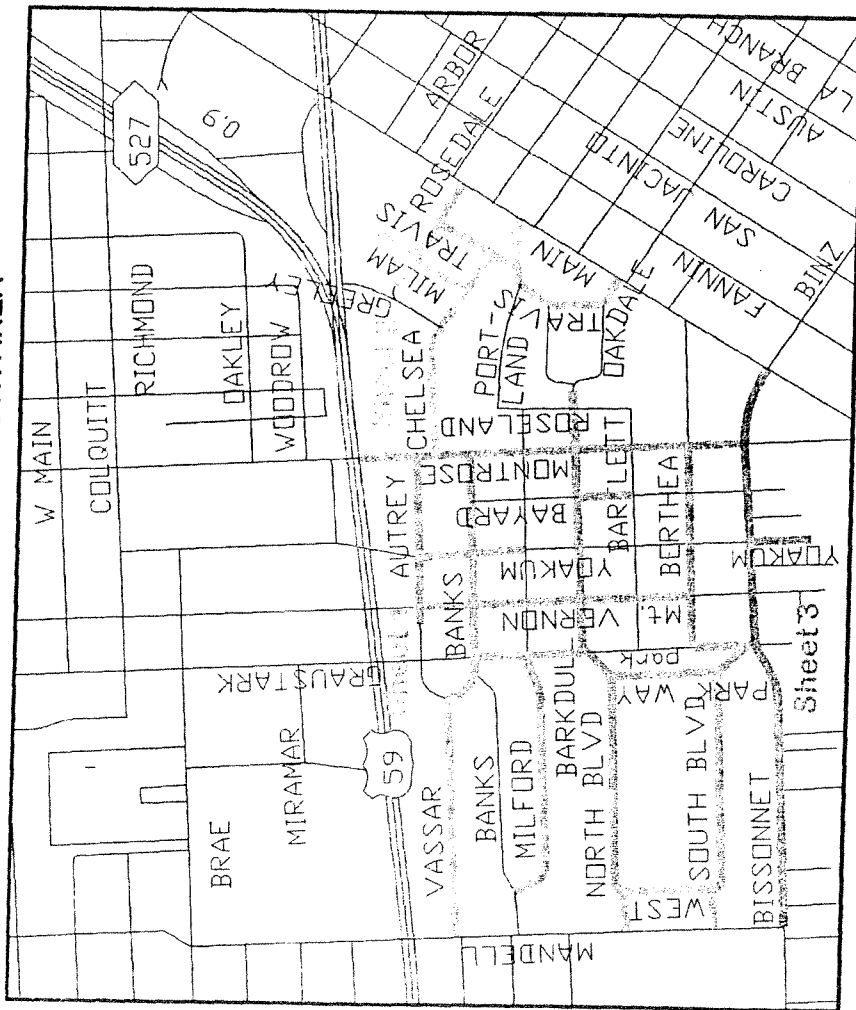 W MAIN
COLQUITT
RICHMOND
527
0.9
OAKLEY
WOODROW
GREELEY
ARBOR
ROSEDALE
TRAVIS
MILAM
LA BRANCH
AUSTIN
CAROLINE
SAN JACINTO
FANNIN
BINZ
MAIN
CHELSEA
PORT-
LAND
TRAVIS
OAKDALE
ROSELAND
MONTROSE
AUTREY
BAYARD
BARTLETT
BORTHEA
YOAKUM
YOAKUM
BANKS
VERNON
Mt.
GRAUSTARK
Park
BARKDULL
PARK WAY
Sheet 3
MIRAMAR
BRAE
59
VASSAR
BANKS
MILFORD
NORTH BLVD
SOUTH BLVD
BISSONNET
WEST
MANDELL